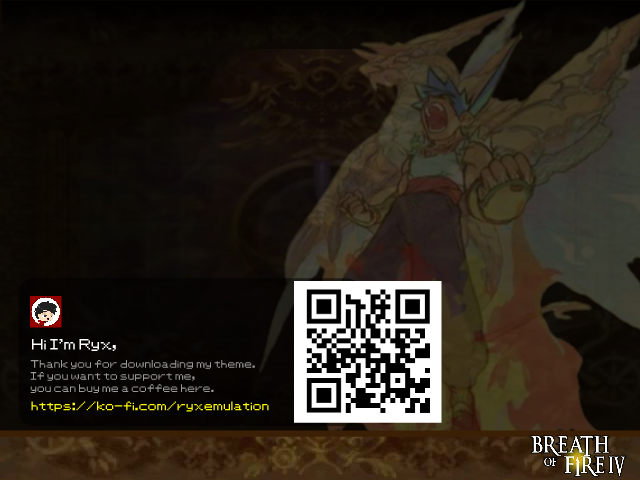 Hi I'm Ryx,
Thank you for downloading my theme.
If you want to support me,
you can buy me a coffee here.
https://ko-fi.com/ryxemulation
BREATH
OF FIRE IV